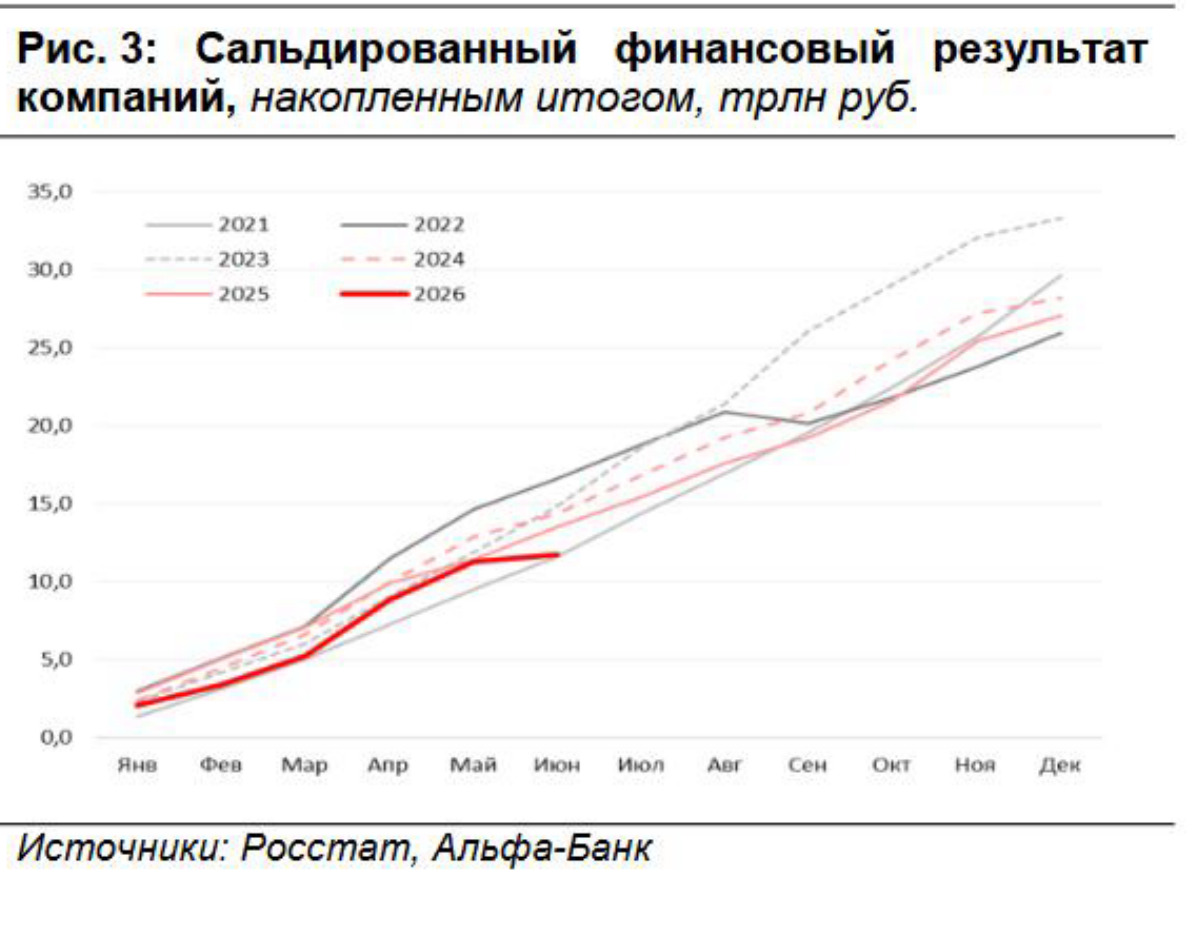 Рис. 3: Сальдированный финансовый результат
компаний, накопленным итогом, трлн руб.
35,0
2021 2022
2023 2024
30,0
2025 2026
25,0
20,0
15,0
10,0
5,0
0,0
Янв Фев Мар Апр Май Июн Июл Авг Сен Окт Ноя Дек
Источники: Росстат, Альфа-Банк